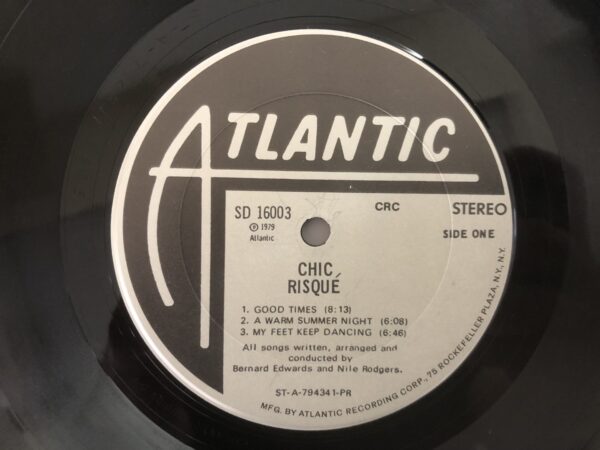 ATLANTIC
SD 16003
CRC
STEREO
℗ 1979
Atlantic
SIDE ONE
CHIC
RISQUÉ
1. GOOD TIMES (8:13)
2. A WARM SUMMER NIGHT (6:08)
3. MY FEET KEEP DANCING (6:46)
All songs written, arranged and
conducted by
Bernard Edwards and Nile Rodgers.
ST-A-794341-PR
MFG. BY ATLANTIC RECORDING CORP., 75 ROCKEFELLER PLAZA, N.Y., N.Y.